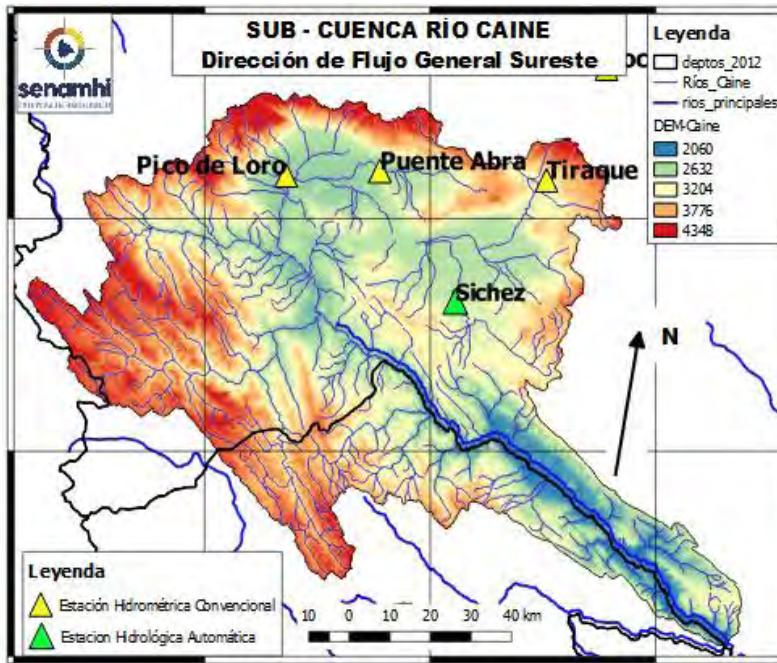 SUB - CUENCA RÍO CAINE
Dirección de Flujo General Sureste
senamhi
Leyenda
deptos_2012
Ríos_Caine
rios_principales
DEM-Caine
2060
2632
3204
3776
4348
Pico de Loro
Puente Abra
Tiraque
Sichez
N
Leyenda
Estación Hidrométrica Convencional
Estacion Hidrológica Automática
10 0 10 20 30 40 km